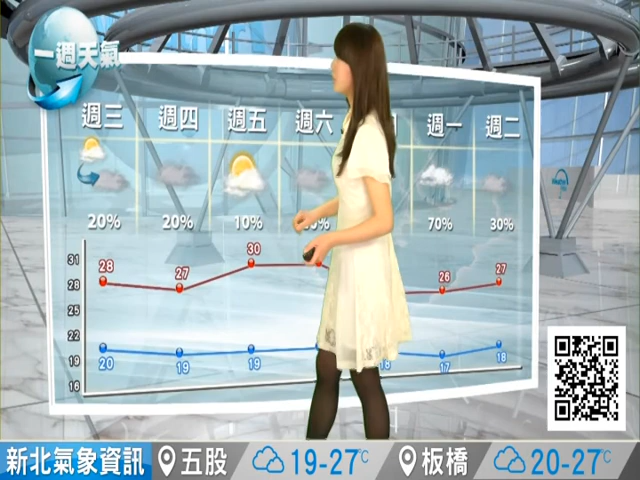 一週天氣
週三 週四 週五 週六 週一 週二
20% 20% 10% 70% 30%
31
28
25
22
19
16
28 27 30 26 27
20 19 19 18 17 18
新北氣象資訊 五股 19-27℃ 板橋 20-27℃